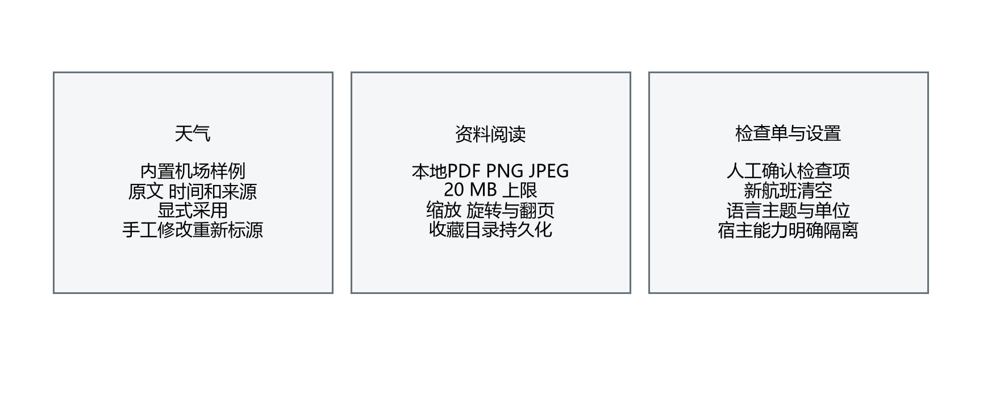 天气
内置机场样例
原文 时间和来源
显式采用
手工修改重新标源
资料阅读
本地PDF PNG JPEG
20 MB 上限
缩放 旋转与翻页
收藏目录持久化
检查单与设置
人工确认检查项
新航班清空
语言主题与单位
宿主能力明确隔离